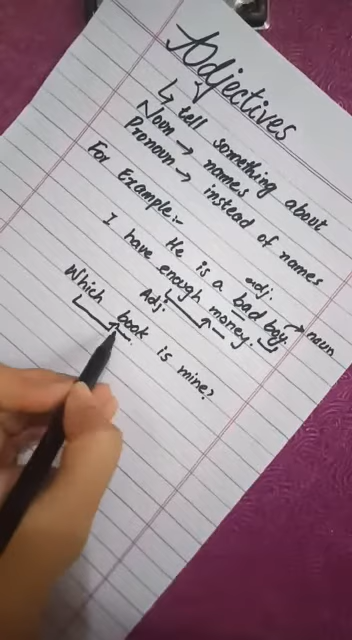 Adjectives
↳ tell something about
Noun → names
Pronoun → instead of names
For Example:-
adj.
He is a bad boy. → noun
I have enough money.
Adj.
Which book is mine?